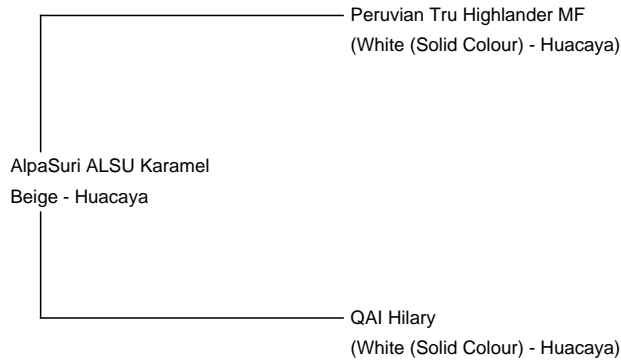 Peruvian Tru Highlander MF
(White (Solid Colour) - Huacaya)
AlpaSuri ALSU Karamel
Beige - Huacaya
QAI Hilary
(White (Solid Colour) - Huacaya)